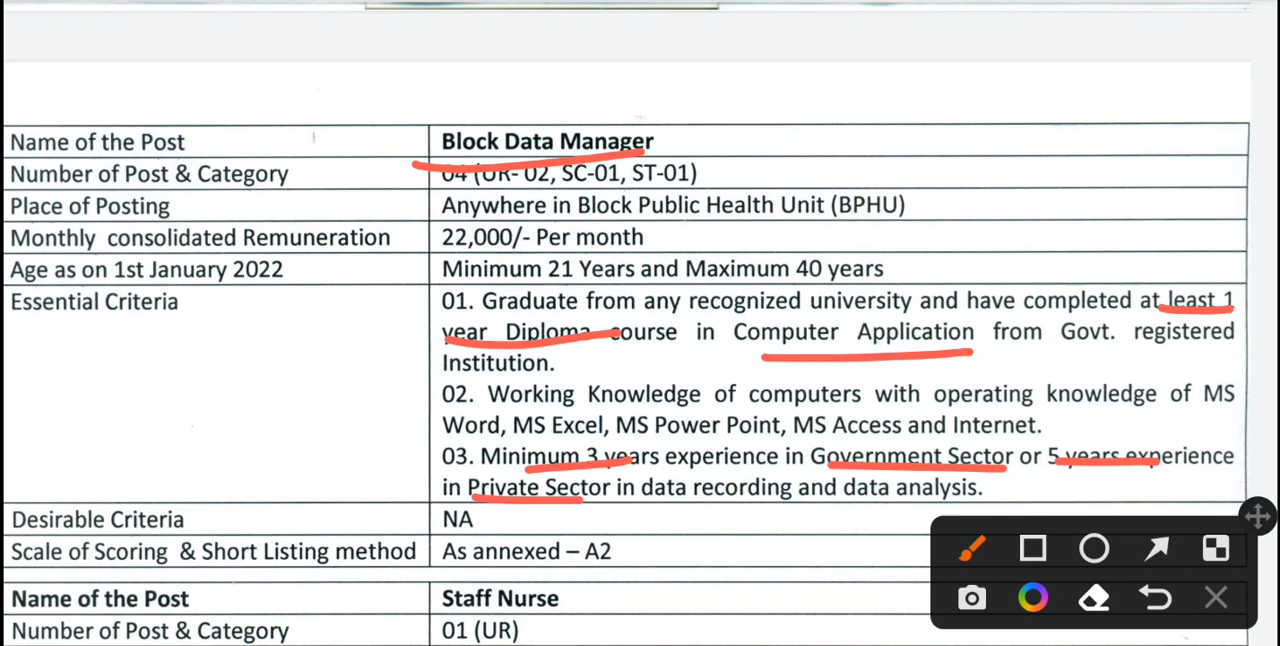 Name of the Post Block Data Manager
Number of Post & Category 04 (UR- 02, SC-01, ST-01)
Place of Posting Anywhere in Block Public Health Unit (BPHU)
Monthly consolidated Remuneration 22,000/- Per month
Age as on 1st January 2022 Minimum 21 Years and Maximum 40 years
Essential Criteria 01. Graduate from any recognized university and have completed at least 1
year Diploma course in Computer Application from Govt. registered
Institution.
02. Working Knowledge of computers with operating knowledge of MS
Word, MS Excel, MS Power Point, MS Access and Internet.
03. Minimum 3 years experience in Government Sector or 5 years experience
in Private Sector in data recording and data analysis.
Desirable Criteria NA
Scale of Scoring & Short Listing method As annexed – A2
Name of the Post Staff Nurse
Number of Post & Category 01 (UR)